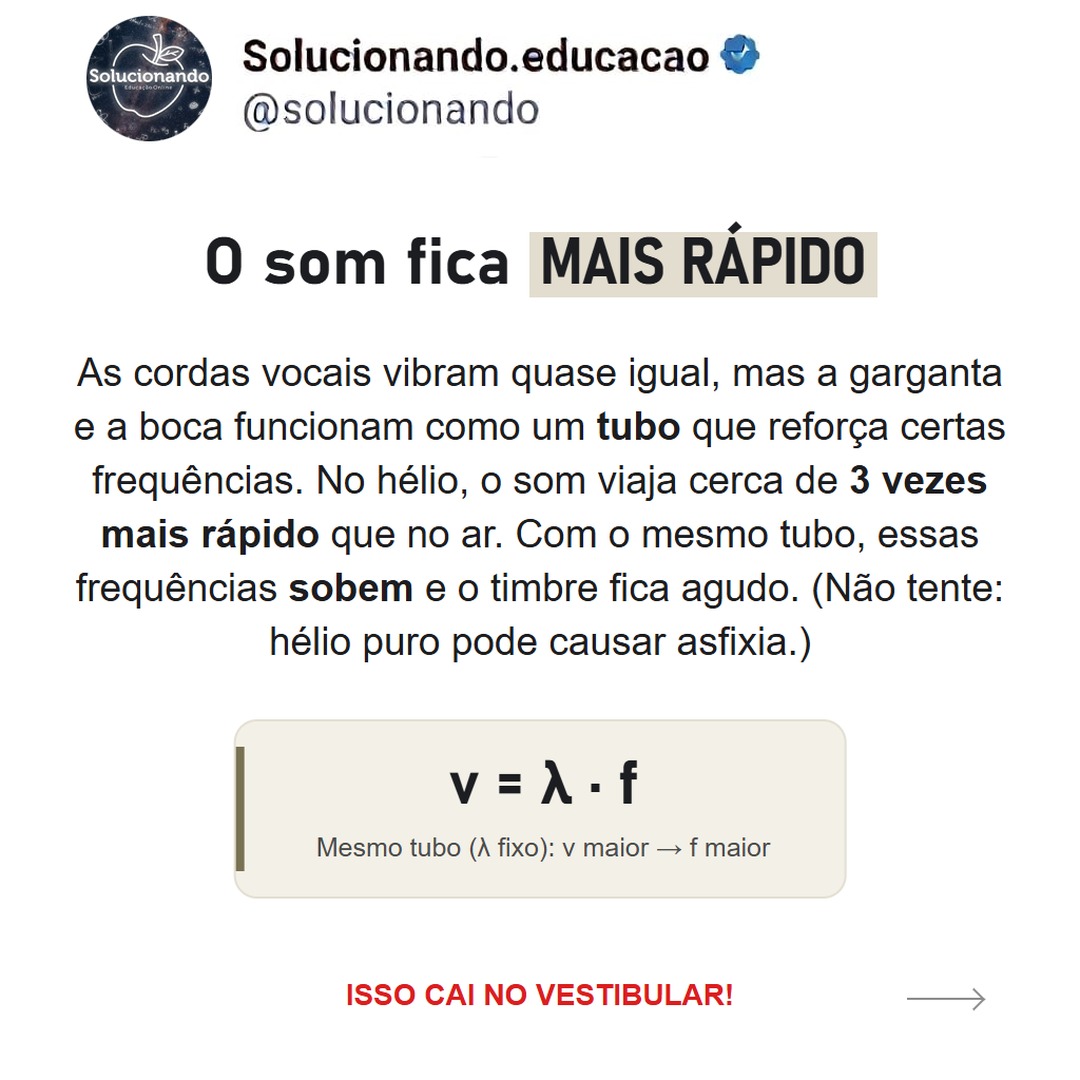 Solucionando
Educação Online
Solucionando.educacao
@solucionando
O som fica MAIS RÁPIDO
As cordas vocais vibram quase igual, mas a garganta
e a boca funcionam como um tubo que reforça certas
frequências. No hélio, o som viaja cerca de 3 vezes
mais rápido que no ar. Com o mesmo tubo, essas
frequências sobem e o timbre fica agudo. (Não tente:
hélio puro pode causar asfixia.)
v = λ · f
Mesmo tubo (λ fixo): v maior → f maior
ISSO CAI NO VESTIBULAR!